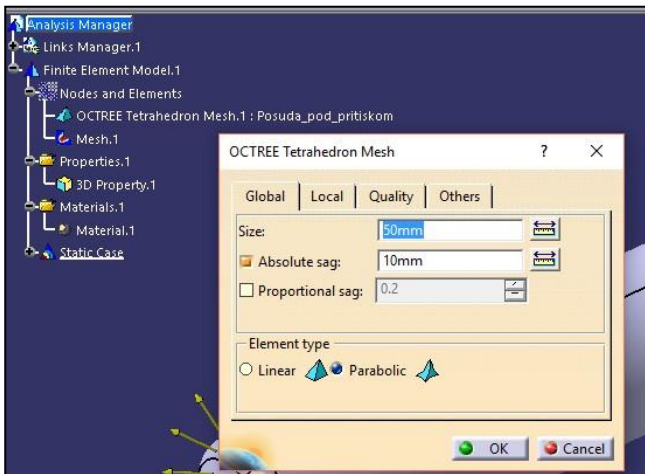 Analysis Manager
Links Manager.1
Finite Element Model.1
Nodes and Elements
OCTREE Tetrahedron Mesh.1 : Posuda_pod_pritiskom
Mesh.1
Properties.1
3D Property.1
Materials.1
Material.1
Static Case
OCTREE Tetrahedron Mesh ? ×
Global Local Quality Others
Size: 50mm
Absolute sag: 10mm
Proportional sag: 0.2
Element type
Linear Parabolic
OK Cancel